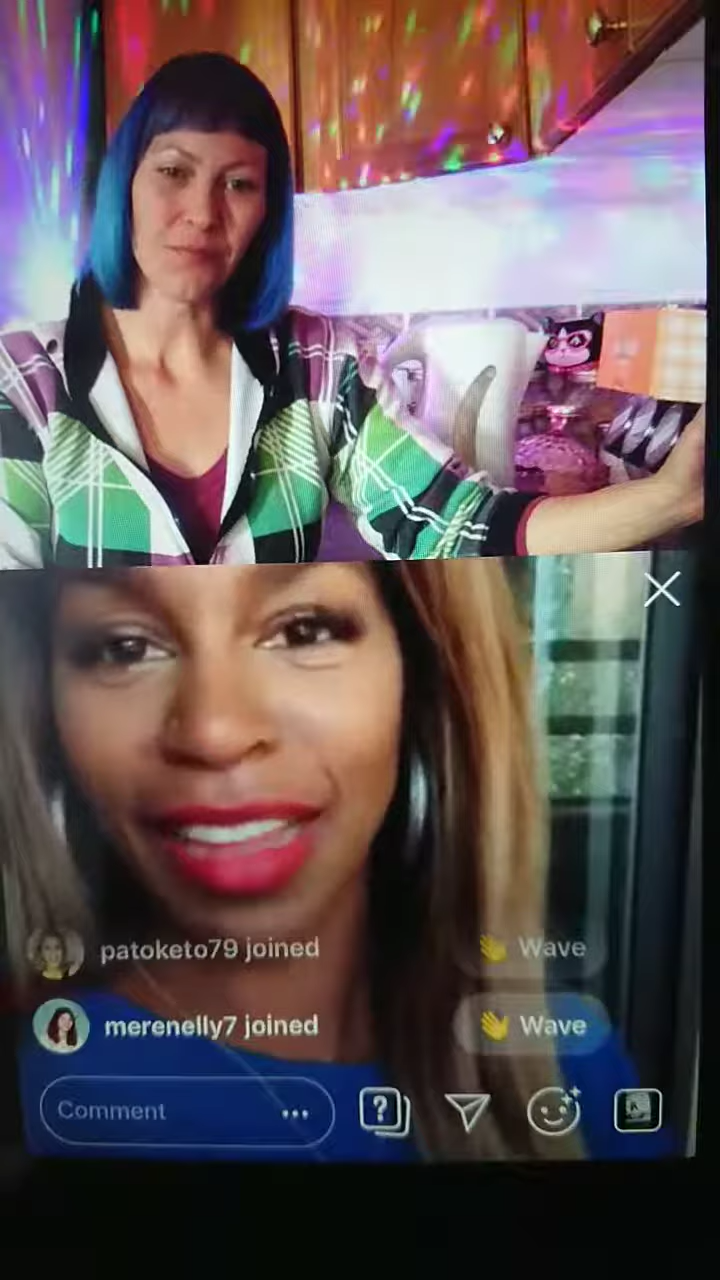 patoketo79 joined
👋 Wave
merenelly7 joined
👋 Wave
Comment
?